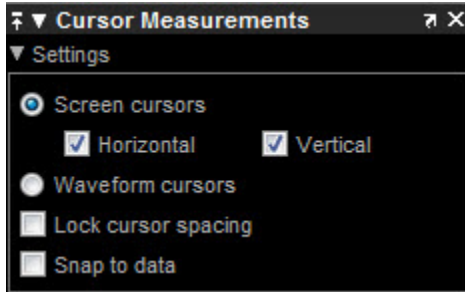 Cursor Measurements
Settings
Screen cursors
Horizontal Vertical
Waveform cursors
Lock cursor spacing
Snap to data